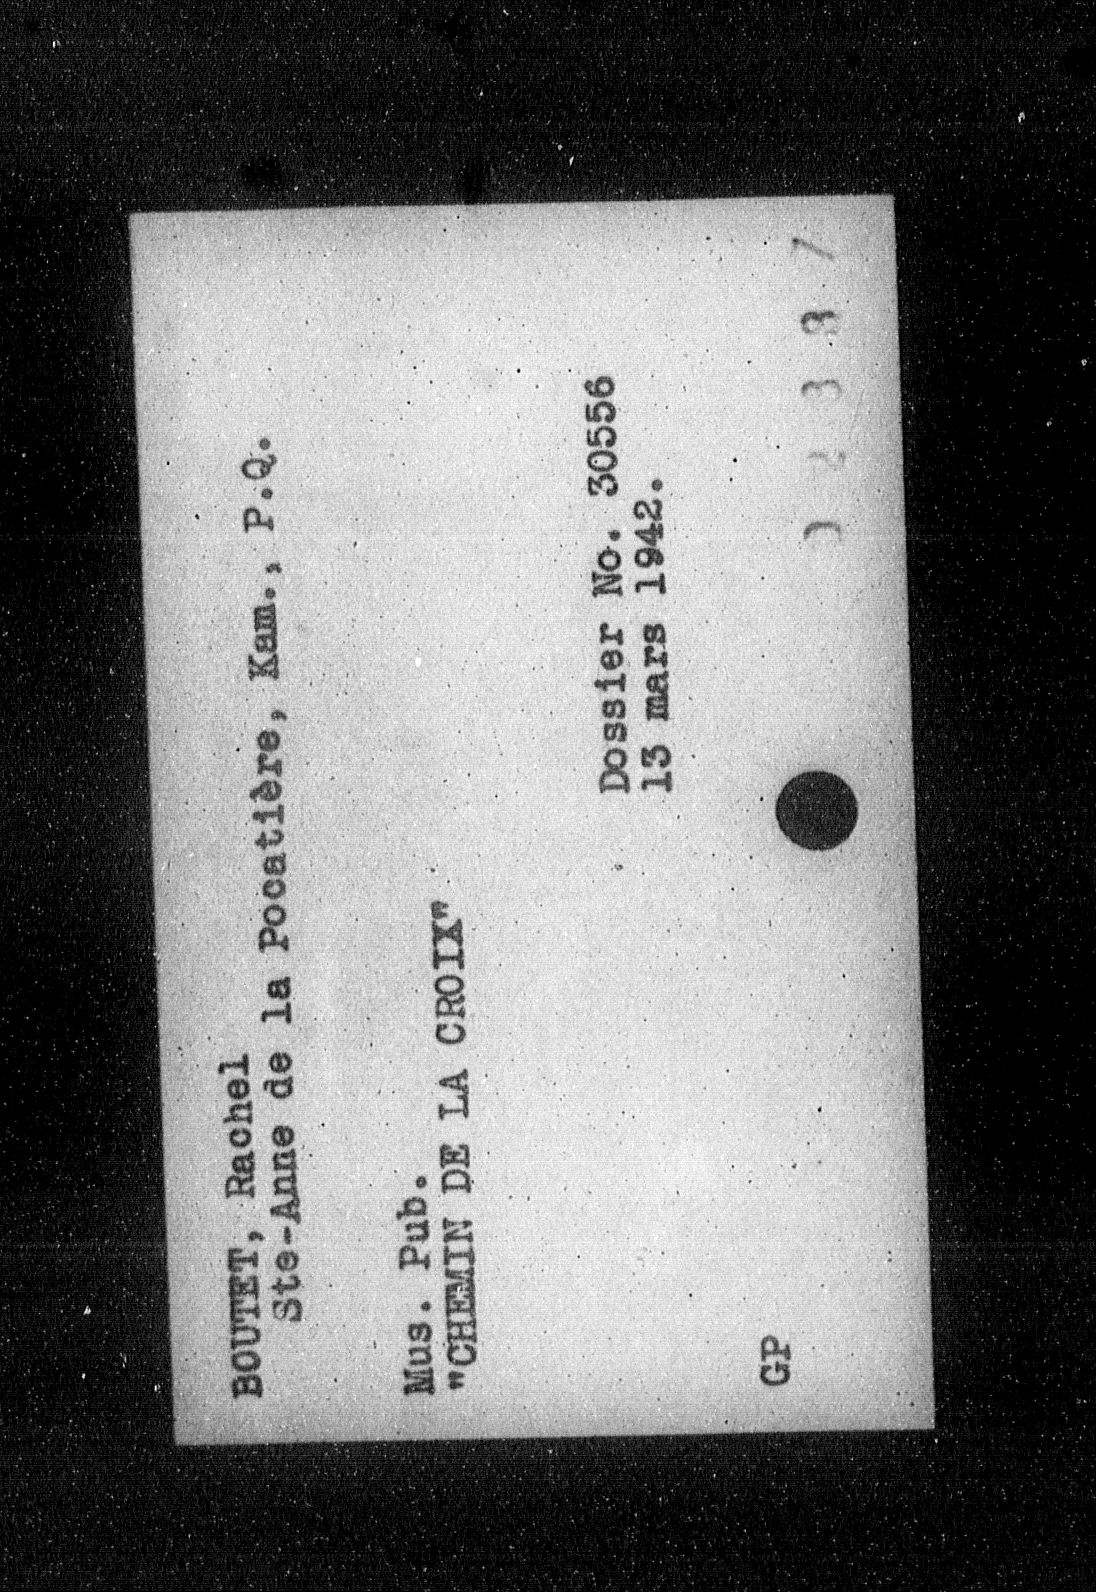 BOUTET, Rachel
Ste-Anne de la Pocatière, Kam., P.Q.
Mus. Pub.
"CHEMIN DE LA CROIX"
Dossier No. 30556
13 mars 1942.
GP